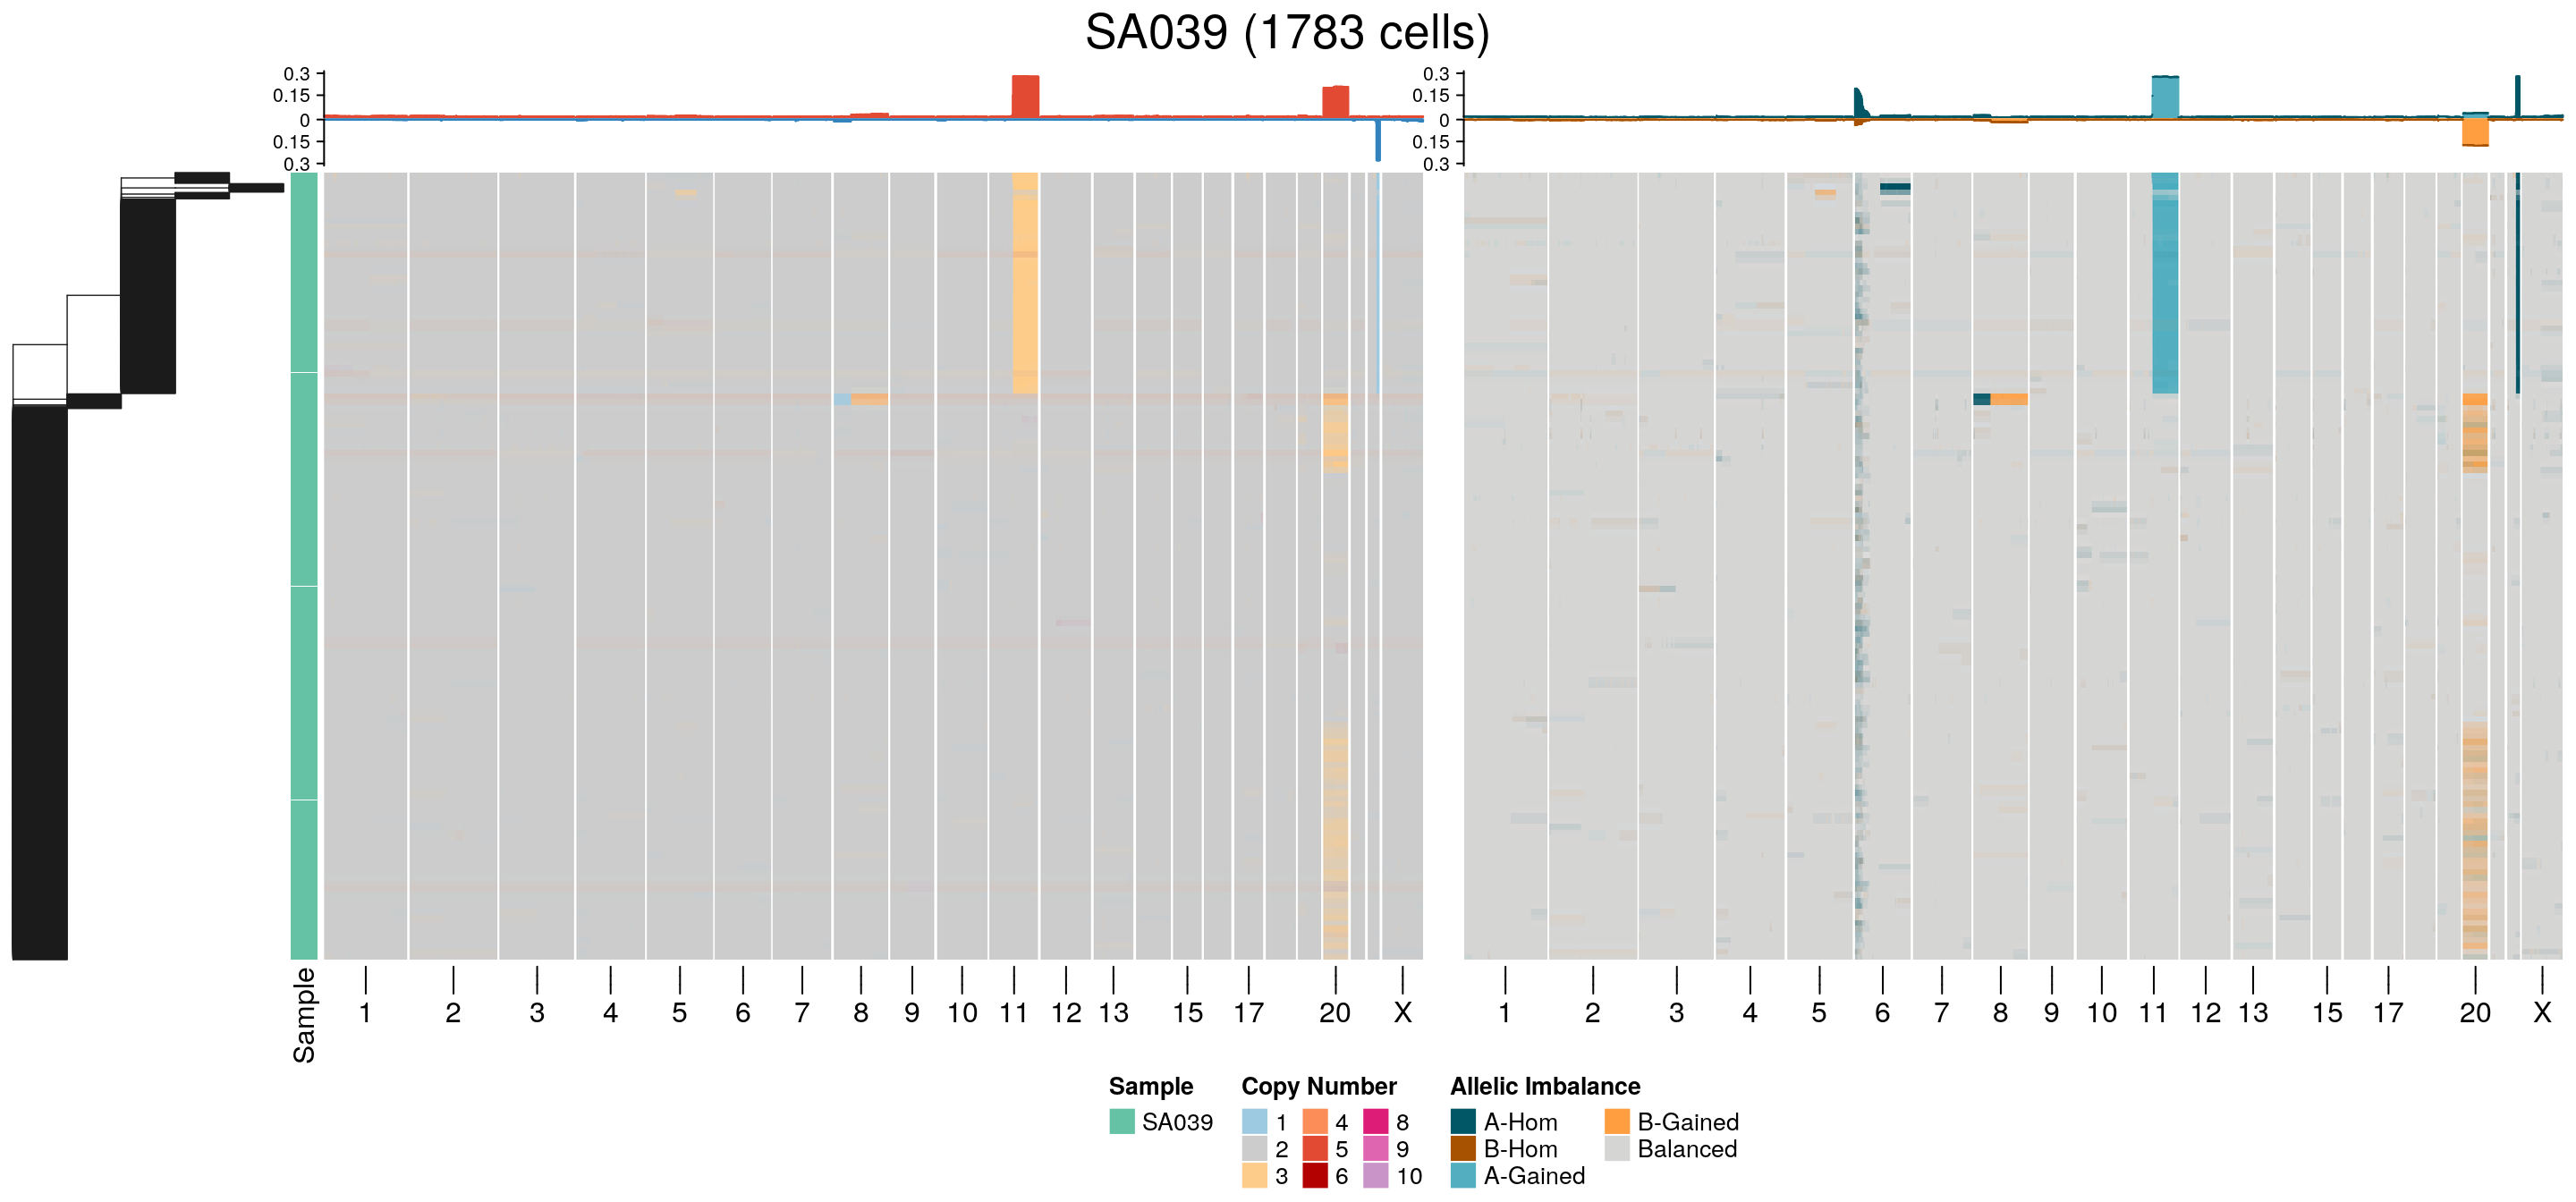 SA039 (1783 cells)
0.3
0.15
0
0.15
0.3
0.3
0.15
0
0.15
0.3
Sample
1 2 3 4 5 6 7 8 9 10 11 12 13 15 17 20 X
1 2 3 4 5 6 7 8 9 10 11 12 13 15 17 20 X
Sample
SA039
Copy Number
1 4 8
2 5 9
3 6 10
Allelic Imbalance
A-Hom B-Gained
B-Hom Balanced
A-Gained